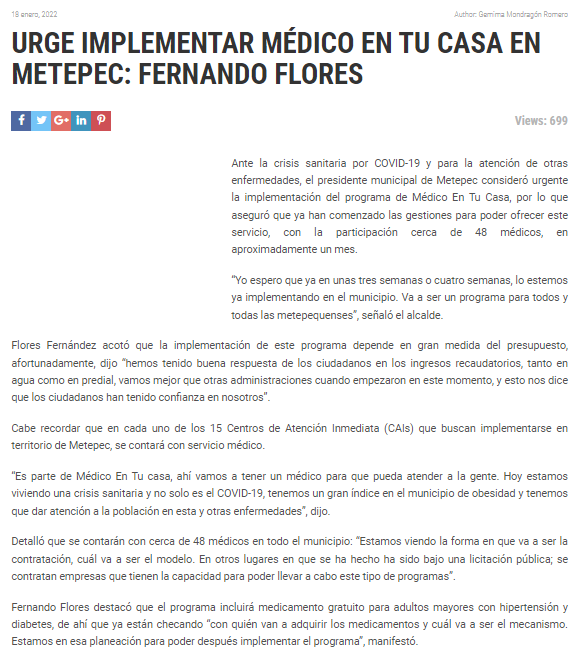 18 enero, 2022
Author: Gemima Mondragón Romero
URGE IMPLEMENTAR MÉDICO EN TU CASA EN
METEPEC: FERNANDO FLORES
Views: 699
Ante la crisis sanitaria por COVID-19 y para la atención de otras
enfermedades, el presidente municipal de Metepec consideró urgente
la implementación del programa de Médico En Tu Casa, por lo que
aseguró que ya han comenzado las gestiones para poder ofrecer este
servicio, con la participación cerca de 48 médicos, en
aproximadamente un mes.
“Yo espero que ya en unas tres semanas o cuatro semanas, lo estemos
ya implementando en el municipio. Va a ser un programa para todos y
todas las metepequenses”, señaló el alcalde.
Flores Fernández acotó que la implementación de este programa depende en gran medida del presupuesto,
afortunadamente, dijo “hemos tenido buena respuesta de los ciudadanos en los ingresos recaudatorios, tanto en
agua como en predial, vamos mejor que otras administraciones cuando empezaron en este momento, y esto nos dice
que los ciudadanos han tenido confianza en nosotros”.
Cabe recordar que en cada uno de los 15 Centros de Atención Inmediata (CAIs) que buscan implementarse en
territorio de Metepec, se contará con servicio médico.
“Es parte de Médico En Tu casa, ahí vamos a tener un médico para que pueda atender a la gente. Hoy estamos
viviendo una crisis sanitaria y no solo es el COVID-19, tenemos un gran índice en el municipio de obesidad y tenemos
que dar atención a la población en esta y otras enfermedades”, dijo.
Detalló que se contarán con cerca de 48 médicos en todo el municipio: “Estamos viendo la forma en que va a ser la
contratación, cuál va a ser el modelo. En otros lugares en que se ha hecho ha sido bajo una licitación pública; se
contratan empresas que tienen la capacidad para poder llevar a cabo este tipo de programas”.
Fernando Flores destacó que el programa incluirá medicamento gratuito para adultos mayores con hipertensión y
diabetes, de ahí que ya están checando “con quién van a adquirir los medicamentos y cuál va a ser el mecanismo.
Estamos en esa planeación para poder después implementar el programa”, manifestó.